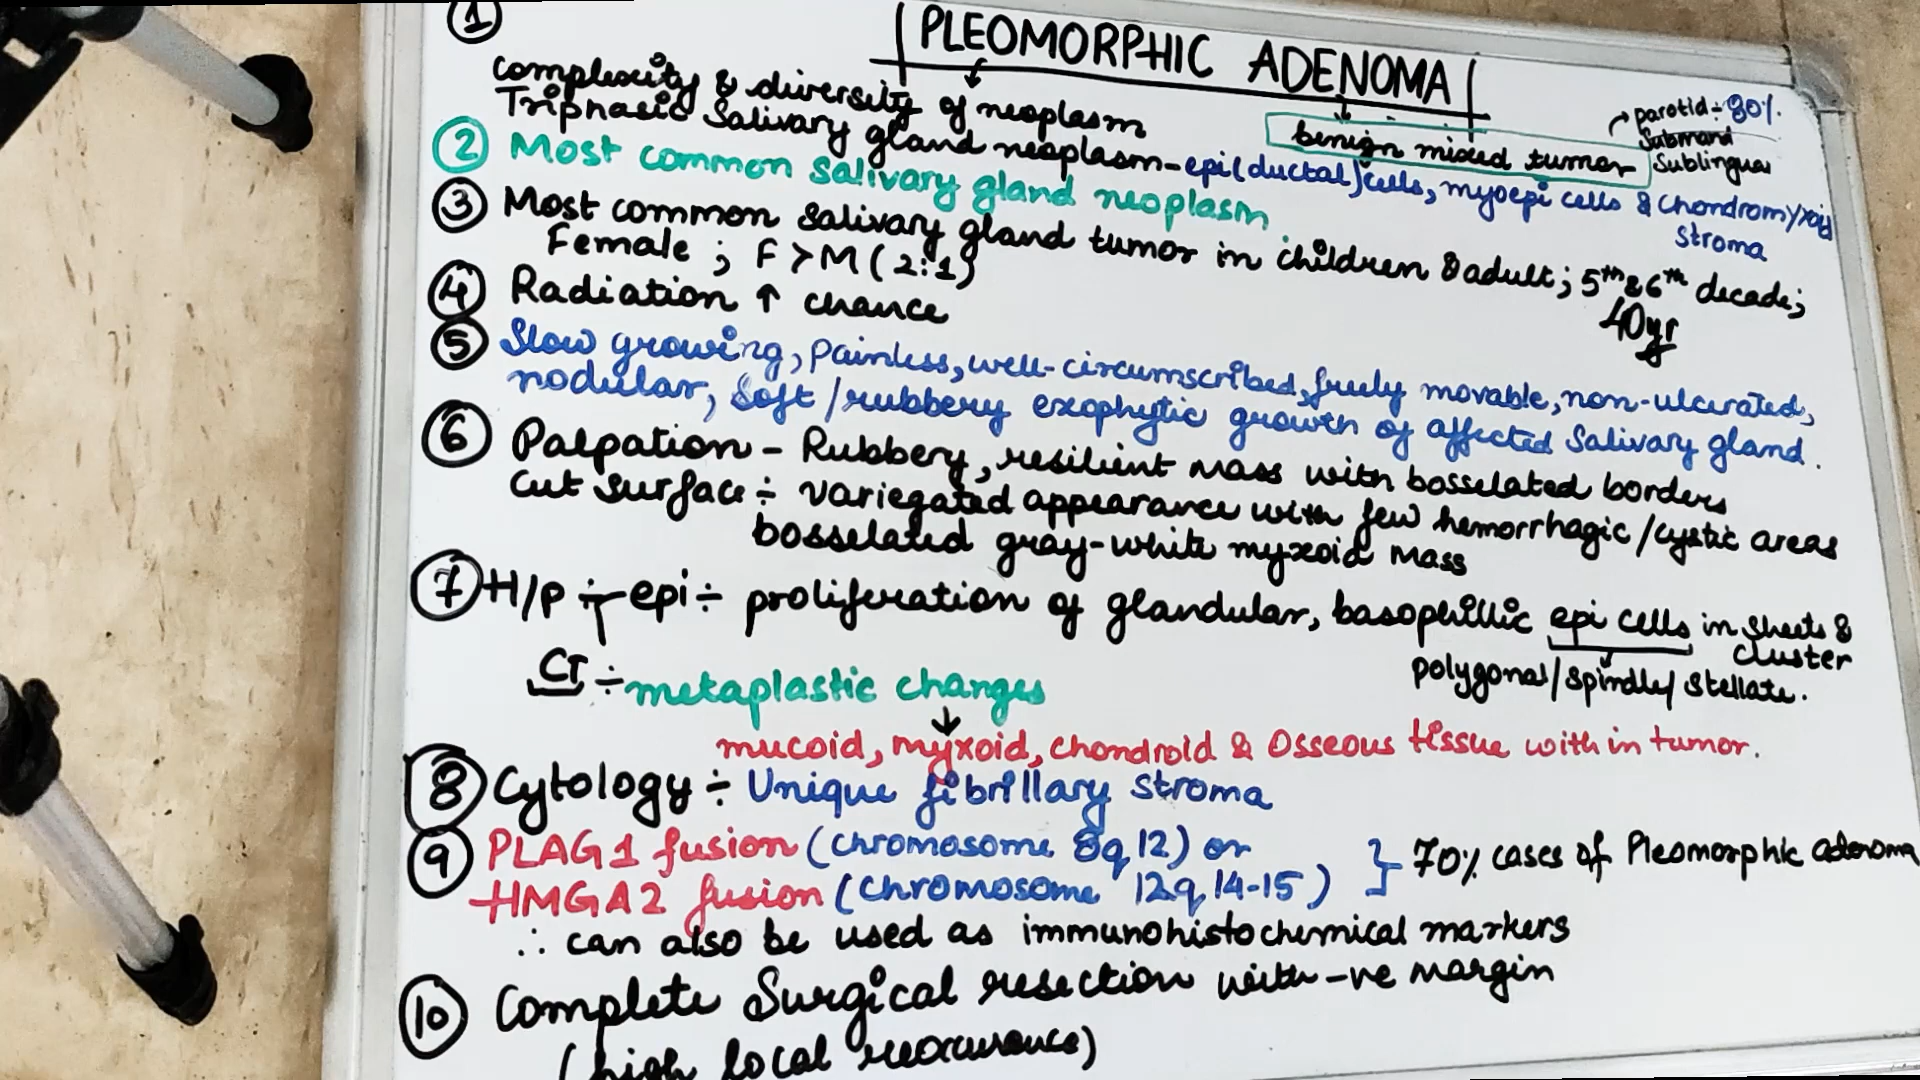 PLEOMORPHIC ADENOMA
① complexity & diversity of neoplasm
benign mixed tumor
parotid ÷ 80%.
Submand
Sublingual
Triphasic Salivary gland neoplasm - epi(ductal) cells, myoepi cells & chondromyxoid
stroma
② Most common salivary gland neoplasm.
③ Most common salivary gland tumor in children & adult; 5th & 6th decade;
40yr
Female ; F > M (2:1)
④ Radiation ↑ chance
⑤ Slow growing, Painless, well-circumscribed, freely movable, non-ulcerated,
nodular, soft/rubbery exophytic growth of affected Salivary gland.
⑥ Palpation - Rubbery, resilient mass with bosselated borders
Cut surface ÷ variegated appearance with few hemorrhagic/cystic areas
bosselated gray-white myxoid mass
⑦ H/p ÷ epi ÷ proliferation of glandular, basophillic epi cells in sheets &
cluster
polygonal/spindly/stellate.
CT ÷ metaplastic changes
↓
mucoid, myxoid, chondroid & Osseous tissue with in tumor.
⑧ Cytology ÷ Unique fibrillary stroma
⑨ PLAG1 fusion (chromosome 8q12) or
HMGA2 fusion (chromosome 12q14-15) } 70% cases of Pleomorphic adenoma
∴ can also be used as immunohistochemical markers
⑩ Complete Surgical resection with -ve margin
(high local reoccurance)